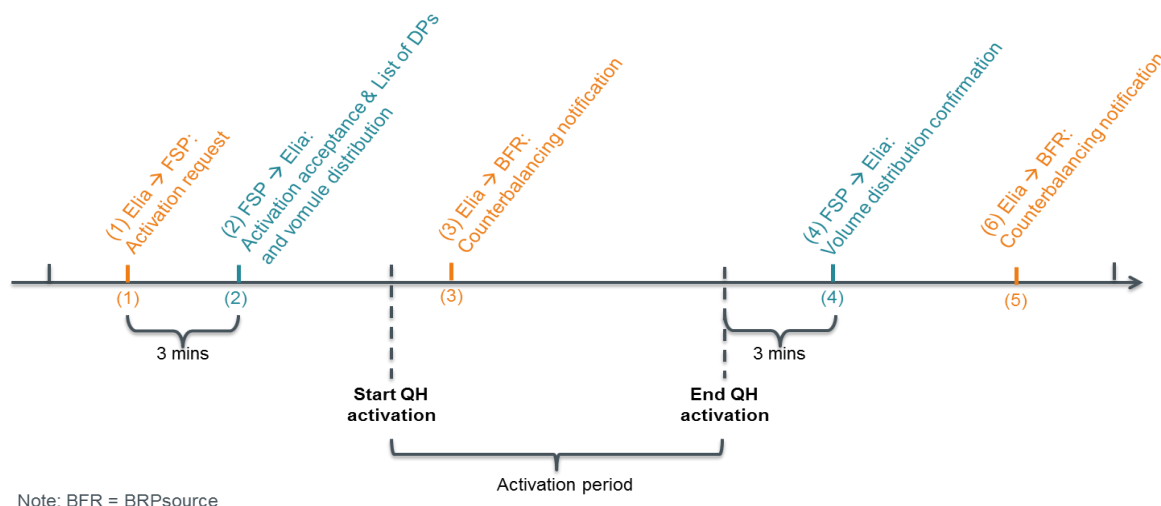 (1) Elia → FSP:
Activation request
(2) FSP → Elia:
Activation acceptance & List of DPs
and vomule distribution
(3) Elia → BFR:
Counterbalancing notification
(4) FSP → Elia:
Volume distribution confirmation
(6) Elia → BFR:
Counterbalancing notification
(1)
(2)
(3)
(4)
(5)
3 mins
3 mins
Start QH
activation
End QH
activation
Activation period
Note: BFR = BRPsource